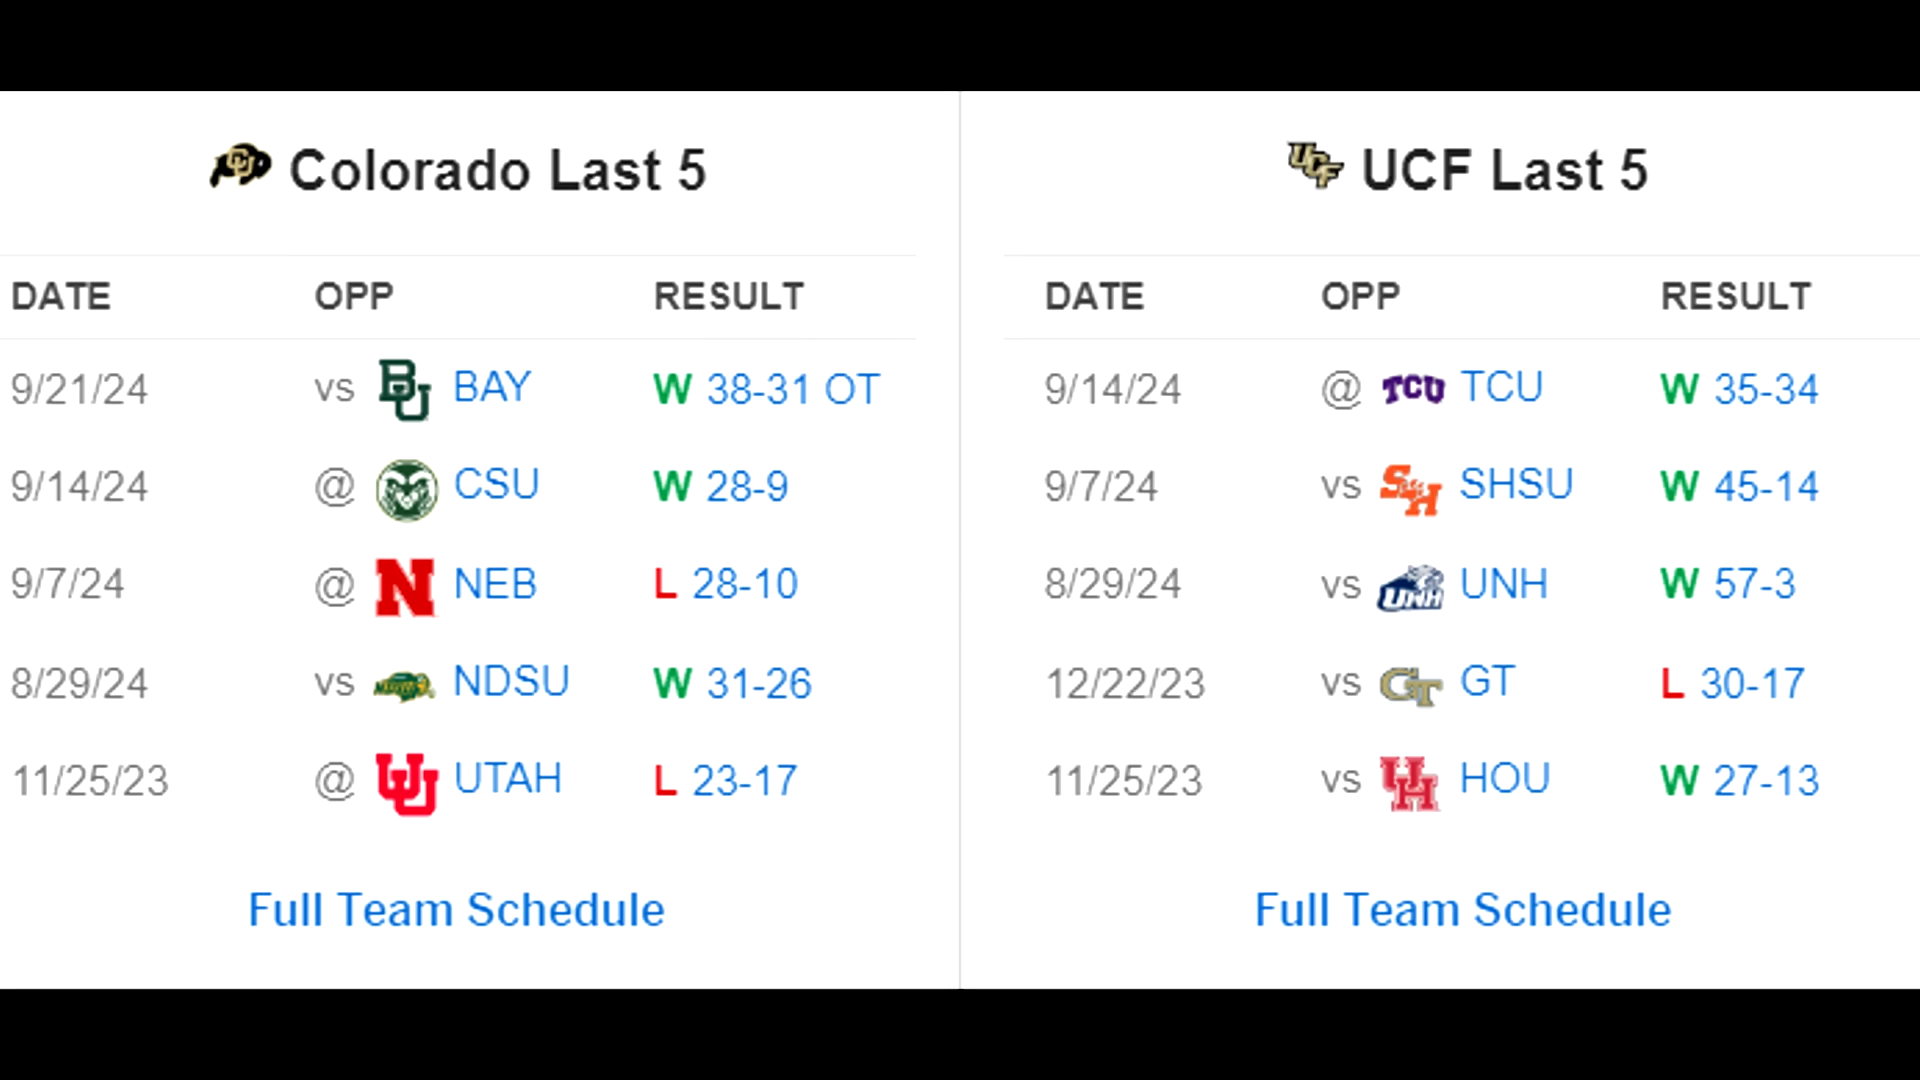 Colorado Last 5
DATE OPP RESULT
9/21/24 vs BAY W 38-31 OT
9/14/24 @ CSU W 28-9
9/7/24 @ NEB L 28-10
8/29/24 vs NDSU W 31-26
11/25/23 @ UTAH L 23-17
Full Team Schedule
UCF Last 5
DATE OPP RESULT
9/14/24 @ TCU TCU W 35-34
9/7/24 vs SHSU W 45-14
8/29/24 vs UNH UNH W 57-3
12/22/23 vs GT GT L 30-17
11/25/23 vs UH HOU W 27-13
Full Team Schedule